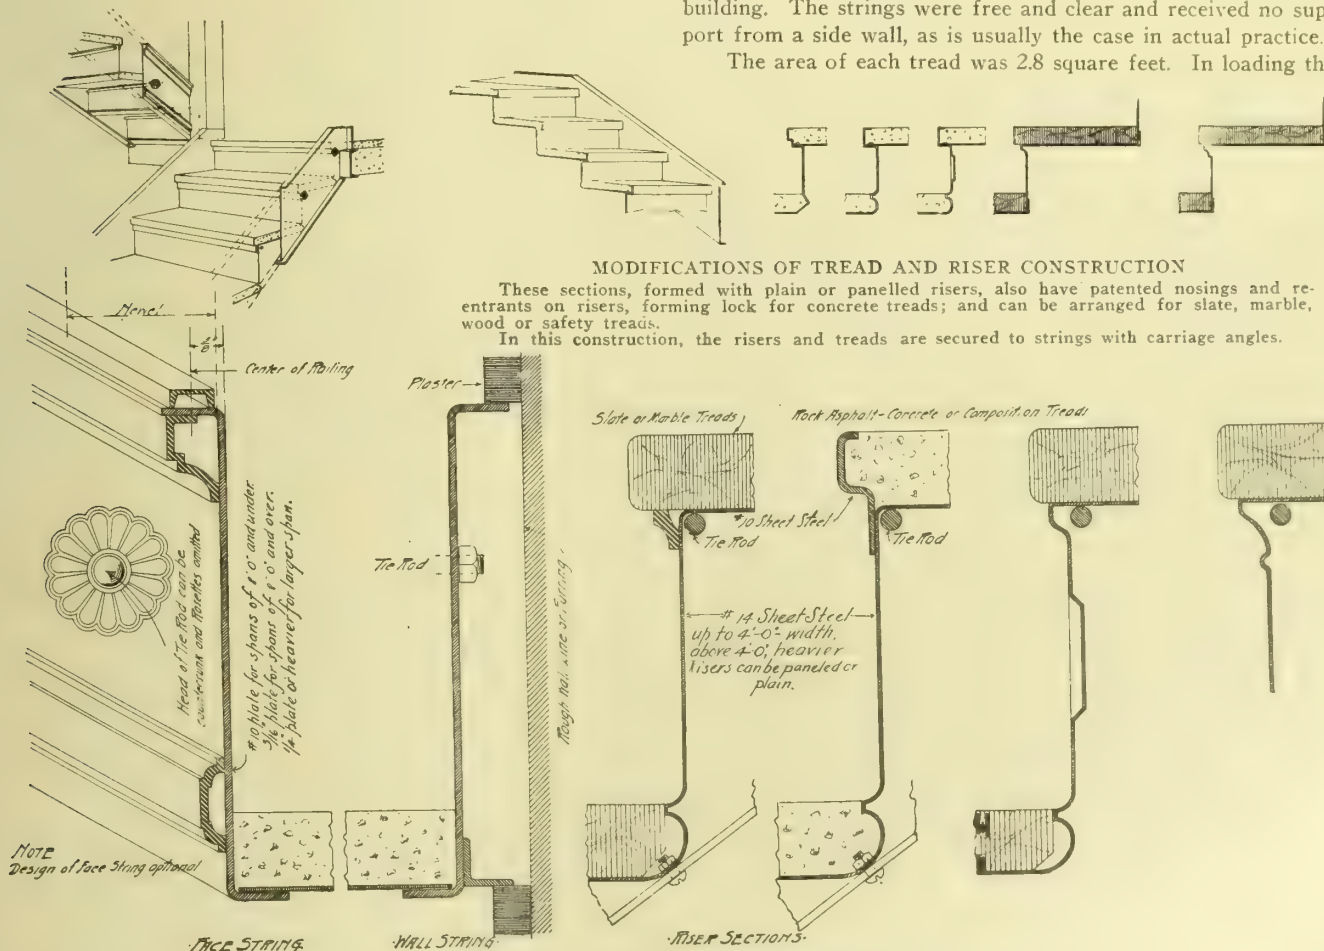 building. The strings were free and clear and received no sup
port from a side wall, as is usually the case in actual practice.
The area of each tread was 2.8 square feet. In loading th
MODIFICATIONS OF TREAD AND RISER CONSTRUCTION
These sections, formed with plain or panelled risers, also have patented nosings and re-
entrants on risers, forming lock for concrete treads; and can be arranged for slate, marble,
wood or safety treads.
In this construction, the risers and treads are secured to strings with carriage angles.
Center of Railing
Plaster
Slate or Marble Treads
Rock Asphalt-Concrete or Composition Treads
#10 Sheet Steel
Tie Rod
Tie Rod
Tie Rod
Head of Tie Rod can be
countersunk and Rosettes omitted
#10 plate for spans of 8'0" and under.
3/16" plate for spans of 8'0" and over.
1/4" plate or heavier for larger span.
Rough wall line or Furring
#14 Sheet Steel
up to 4'-0" width,
above 4'-0", heavier
Risers can be paneled or
plain.
NOTE
Design of Face String optional
·FACE STRING
·WALL STRING·
·RISER SECTIONS·